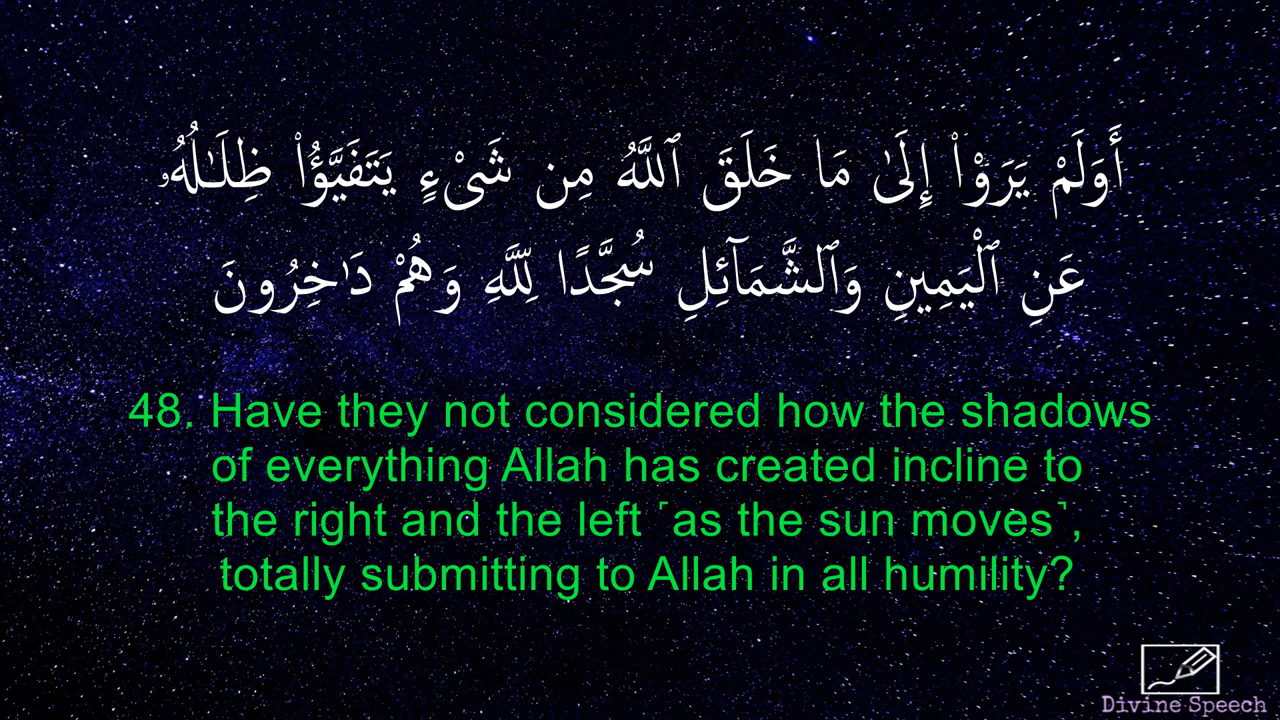 أَوَلَمْ يَرَوْا۟ إِلَىٰ مَا خَلَقَ ٱللَّهُ مِن شَىْءٍ يَتَفَيَّؤُا۟ ظِلَـٰلُهُۥ
عَنِ ٱلْيَمِينِ وَٱلشَّمَآئِلِ سُجَّدًا لِلَّهِ وَهُمْ دَٰخِرُونَ
48. Have they not considered how the shadows
of everything Allah has created incline to
the right and the left ˹as the sun moves˺,
totally submitting to Allah in all humility?
Divine Speech